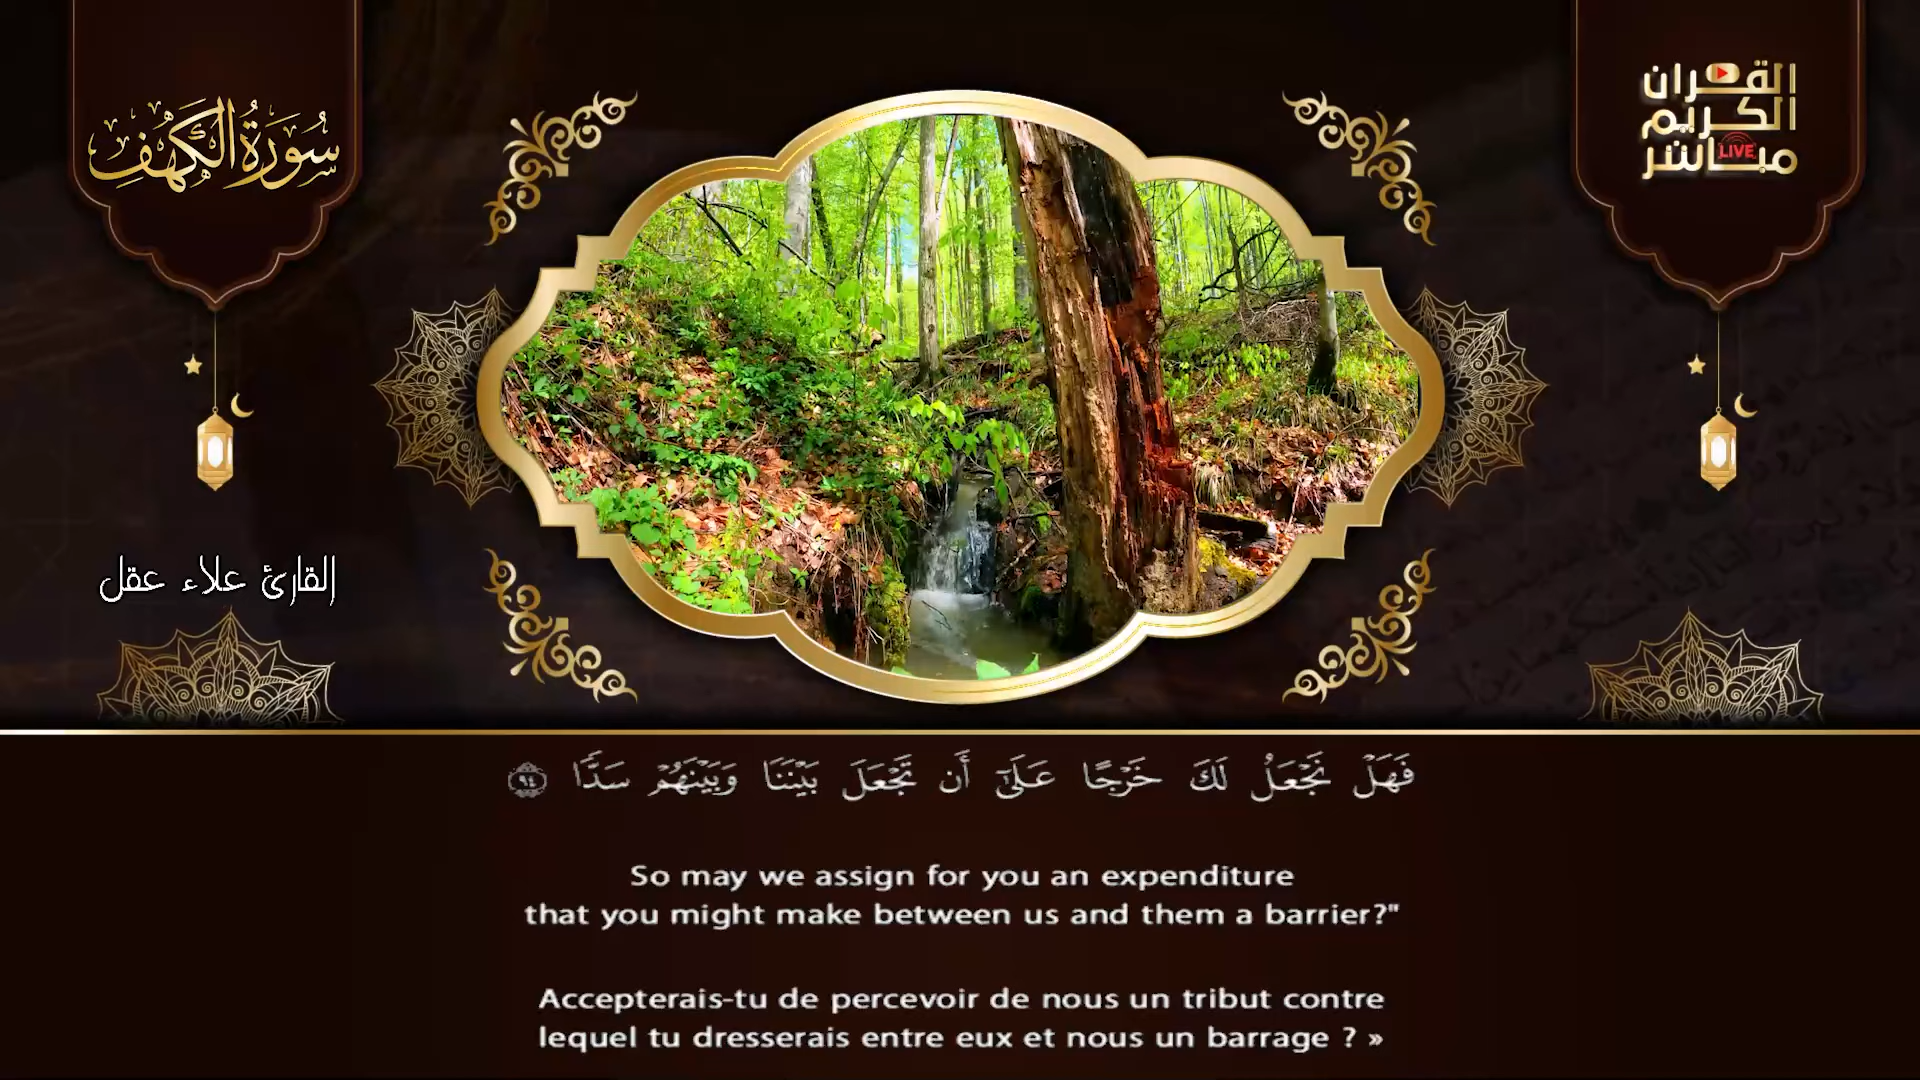 سُورَةُ الْكَهْفِ
القرآن
الكريم
مباشر
LIVE
القارئ علاء عقل
فَهَلْ نَجْعَلُ لَكَ خَرْجًا عَلَىٰٓ أَن تَجْعَلَ بَيْنَنَا وَبَيْنَهُمْ سَدًّا ٩٤
So may we assign for you an expenditure
that you might make between us and them a barrier?"
Accepterais-tu de percevoir de nous un tribut contre
lequel tu dresserais entre eux et nous un barrage ? »